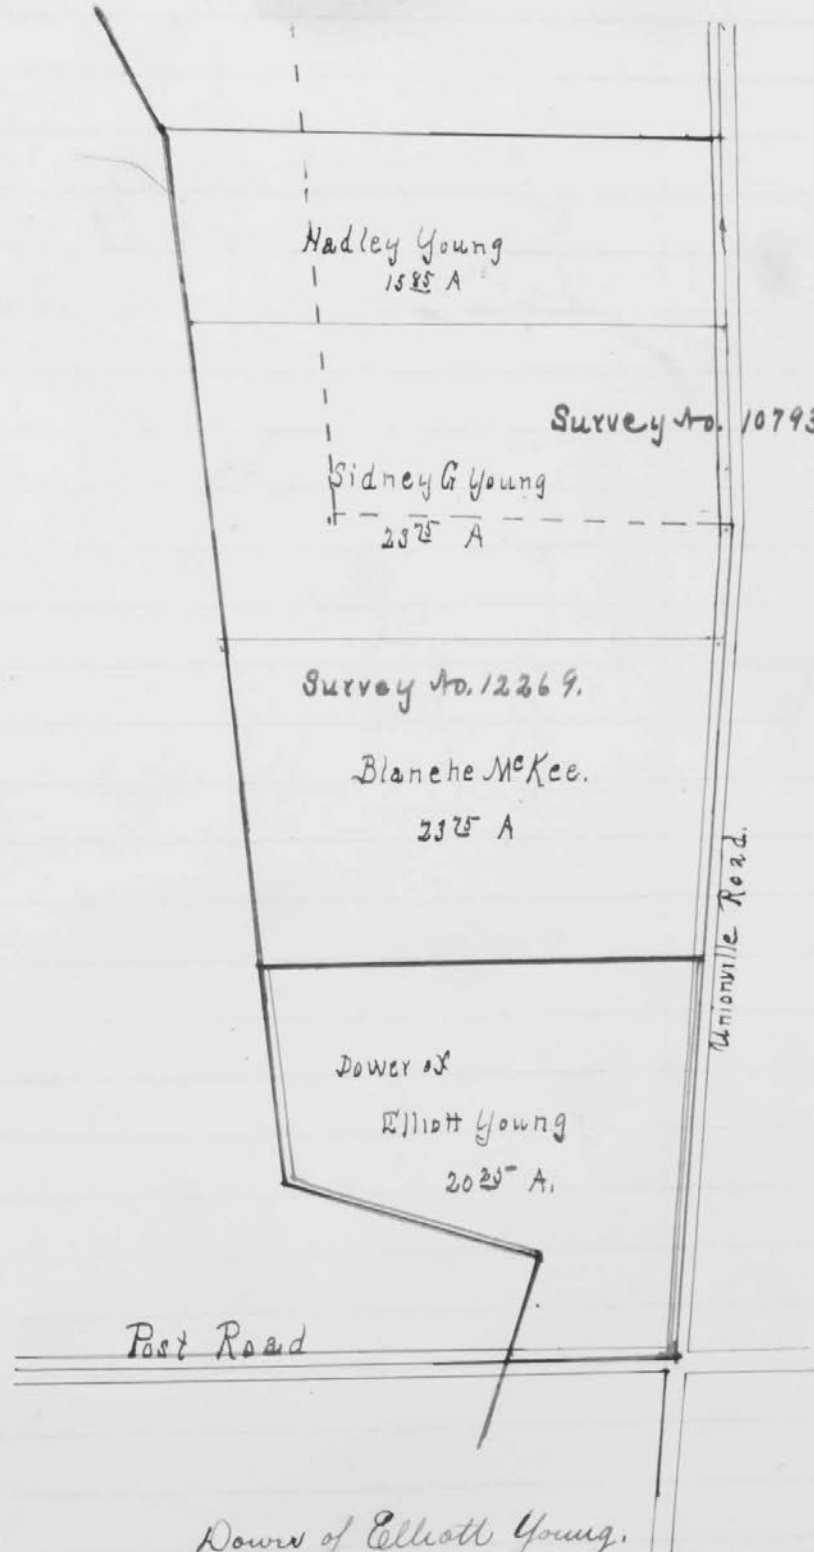 Hadley Young
15 85 A
Survey No. 10793
Sidney G Young
23 75 A
Survey No. 12269.
Blanche McKee.
23 75 A
Unionville Road.
Dower of
Elliott Young
20 25 A.
Post Road
Dower of Elliott Young.